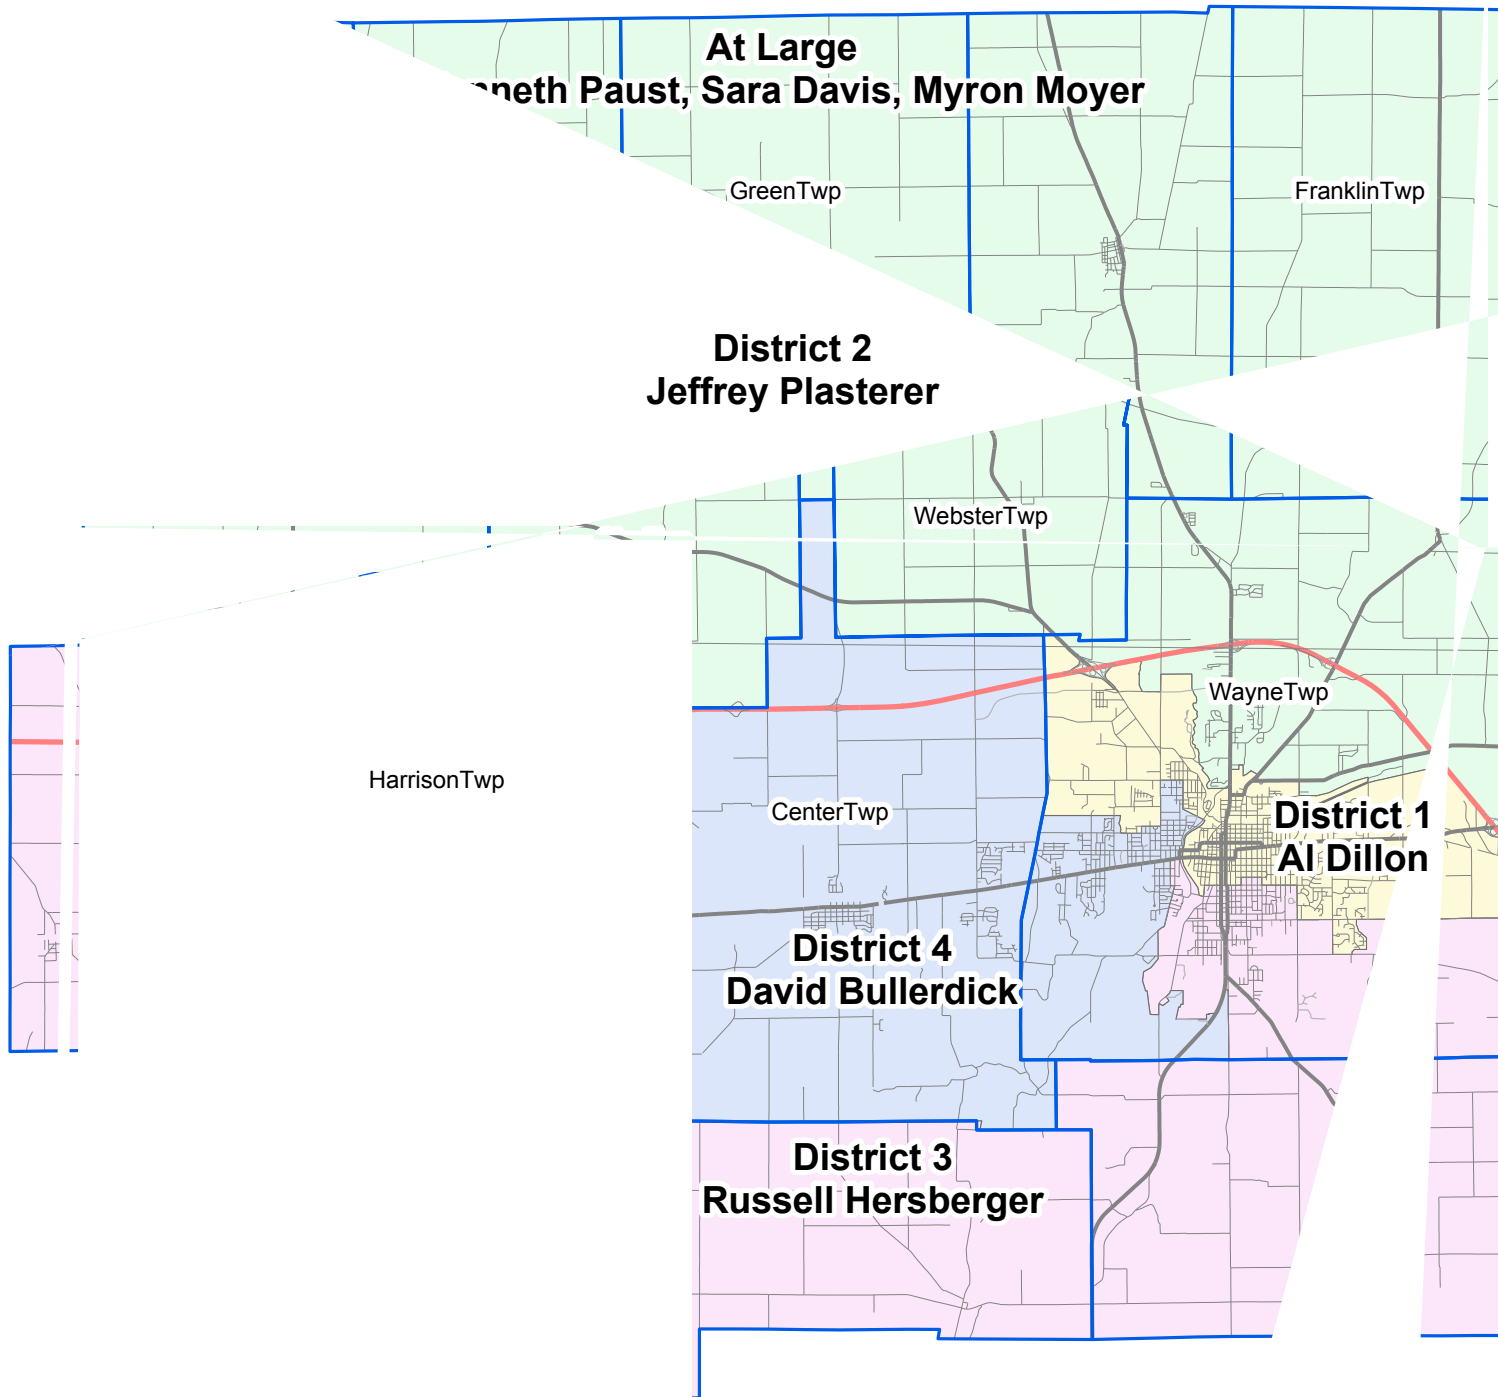 At Large
Paust, Sara Davis, Myron Moyer
GreenTwp
FranklinTwp
District 2
Jeffrey Plasterer
WebsterTwp
WayneTwp
HarrisonTwp
CenterTwp
District 1
Al Dillon
District 4
David Bullerdick
District 3
Russell Hersberger